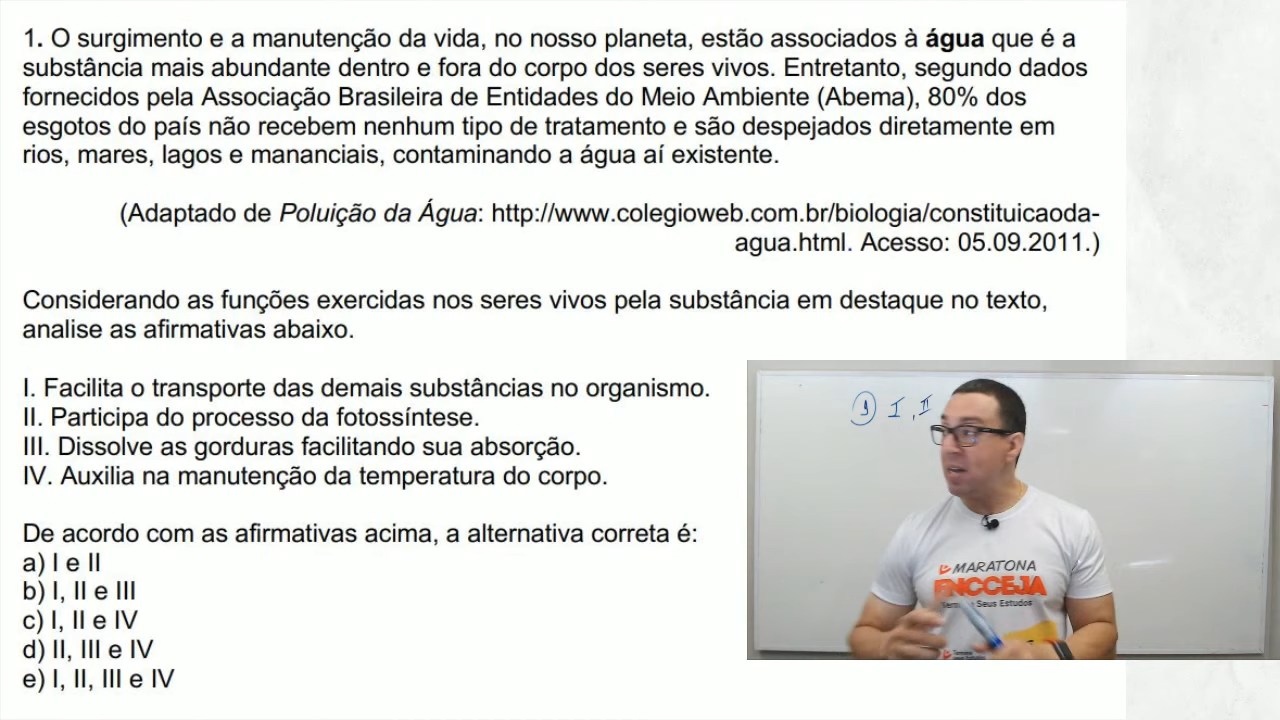 1. O surgimento e a manutenção da vida, no nosso planeta, estão associados à água que é a
substância mais abundante dentro e fora do corpo dos seres vivos. Entretanto, segundo dados
fornecidos pela Associação Brasileira de Entidades do Meio Ambiente (Abema), 80% dos
esgotos do país não recebem nenhum tipo de tratamento e são despejados diretamente em
rios, mares, lagos e mananciais, contaminando a água aí existente.
(Adaptado de Poluição da Água: http://www.colegioweb.com.br/biologia/constituicaoda-
agua.html. Acesso: 05.09.2011.)
Considerando as funções exercidas nos seres vivos pela substância em destaque no texto,
analise as afirmativas abaixo.
I. Facilita o transporte das demais substâncias no organismo.
II. Participa do processo da fotossíntese.
III. Dissolve as gorduras facilitando sua absorção.
IV. Auxilia na manutenção da temperatura do corpo.
De acordo com as afirmativas acima, a alternativa correta é:
a) I e II
b) I, II e III
c) I, II e IV
d) II, III e IV
e) I, II, III e IV
1 I, II
MARATONA
ENCCEJA
Seus Estudos